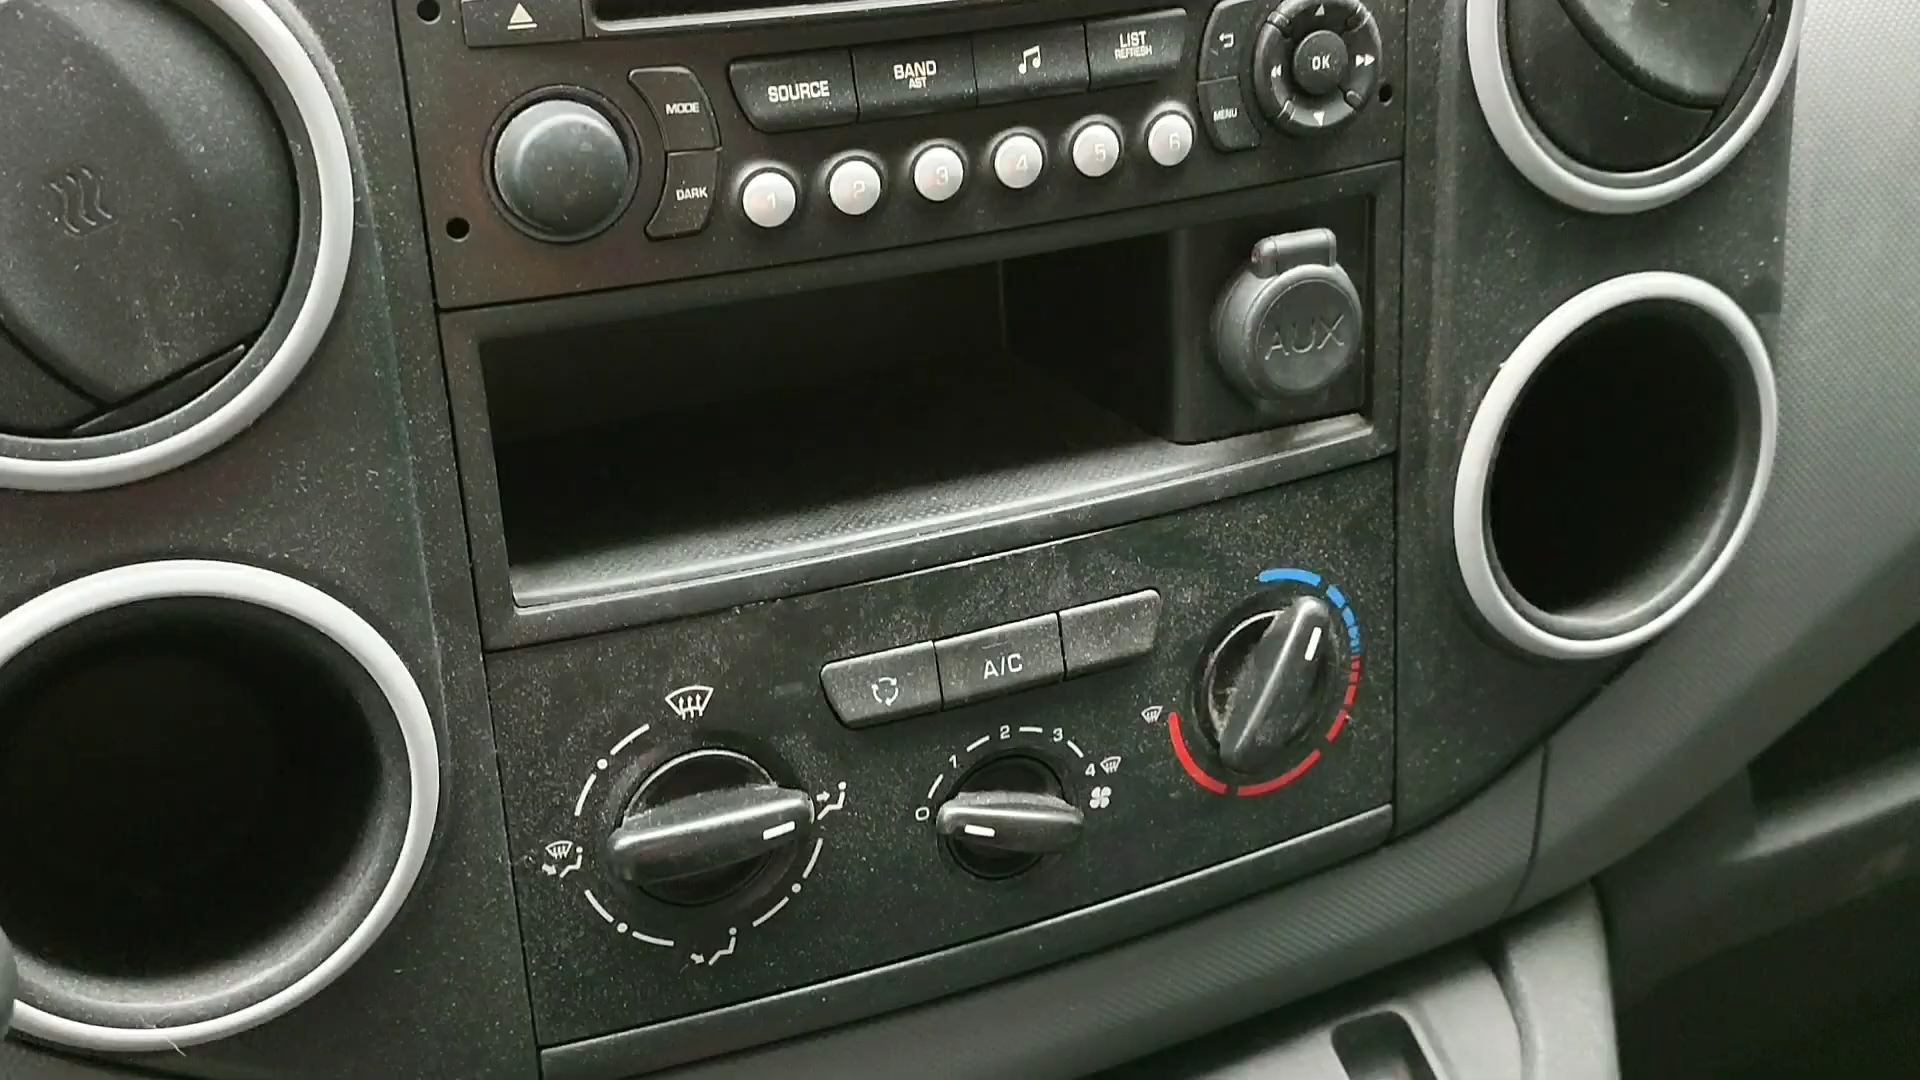 SOURCE
BAND
AST
LIST
REFRESH
OK
MODE
MENU
DARK
1
2
3
4
5
6
AUX
A/C
0
1
2
3
4